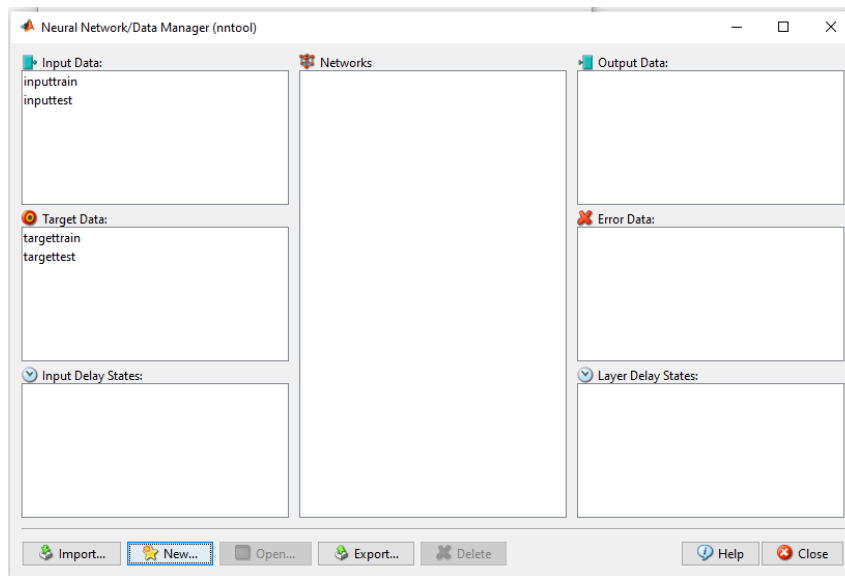 Neural Network/Data Manager (nntool)
Input Data:
inputtrain
inputtest
Networks
Output Data:
Target Data:
targettrain
targettest
Error Data:
Input Delay States:
Layer Delay States:
Import... New... Open... Export... Delete Help Close